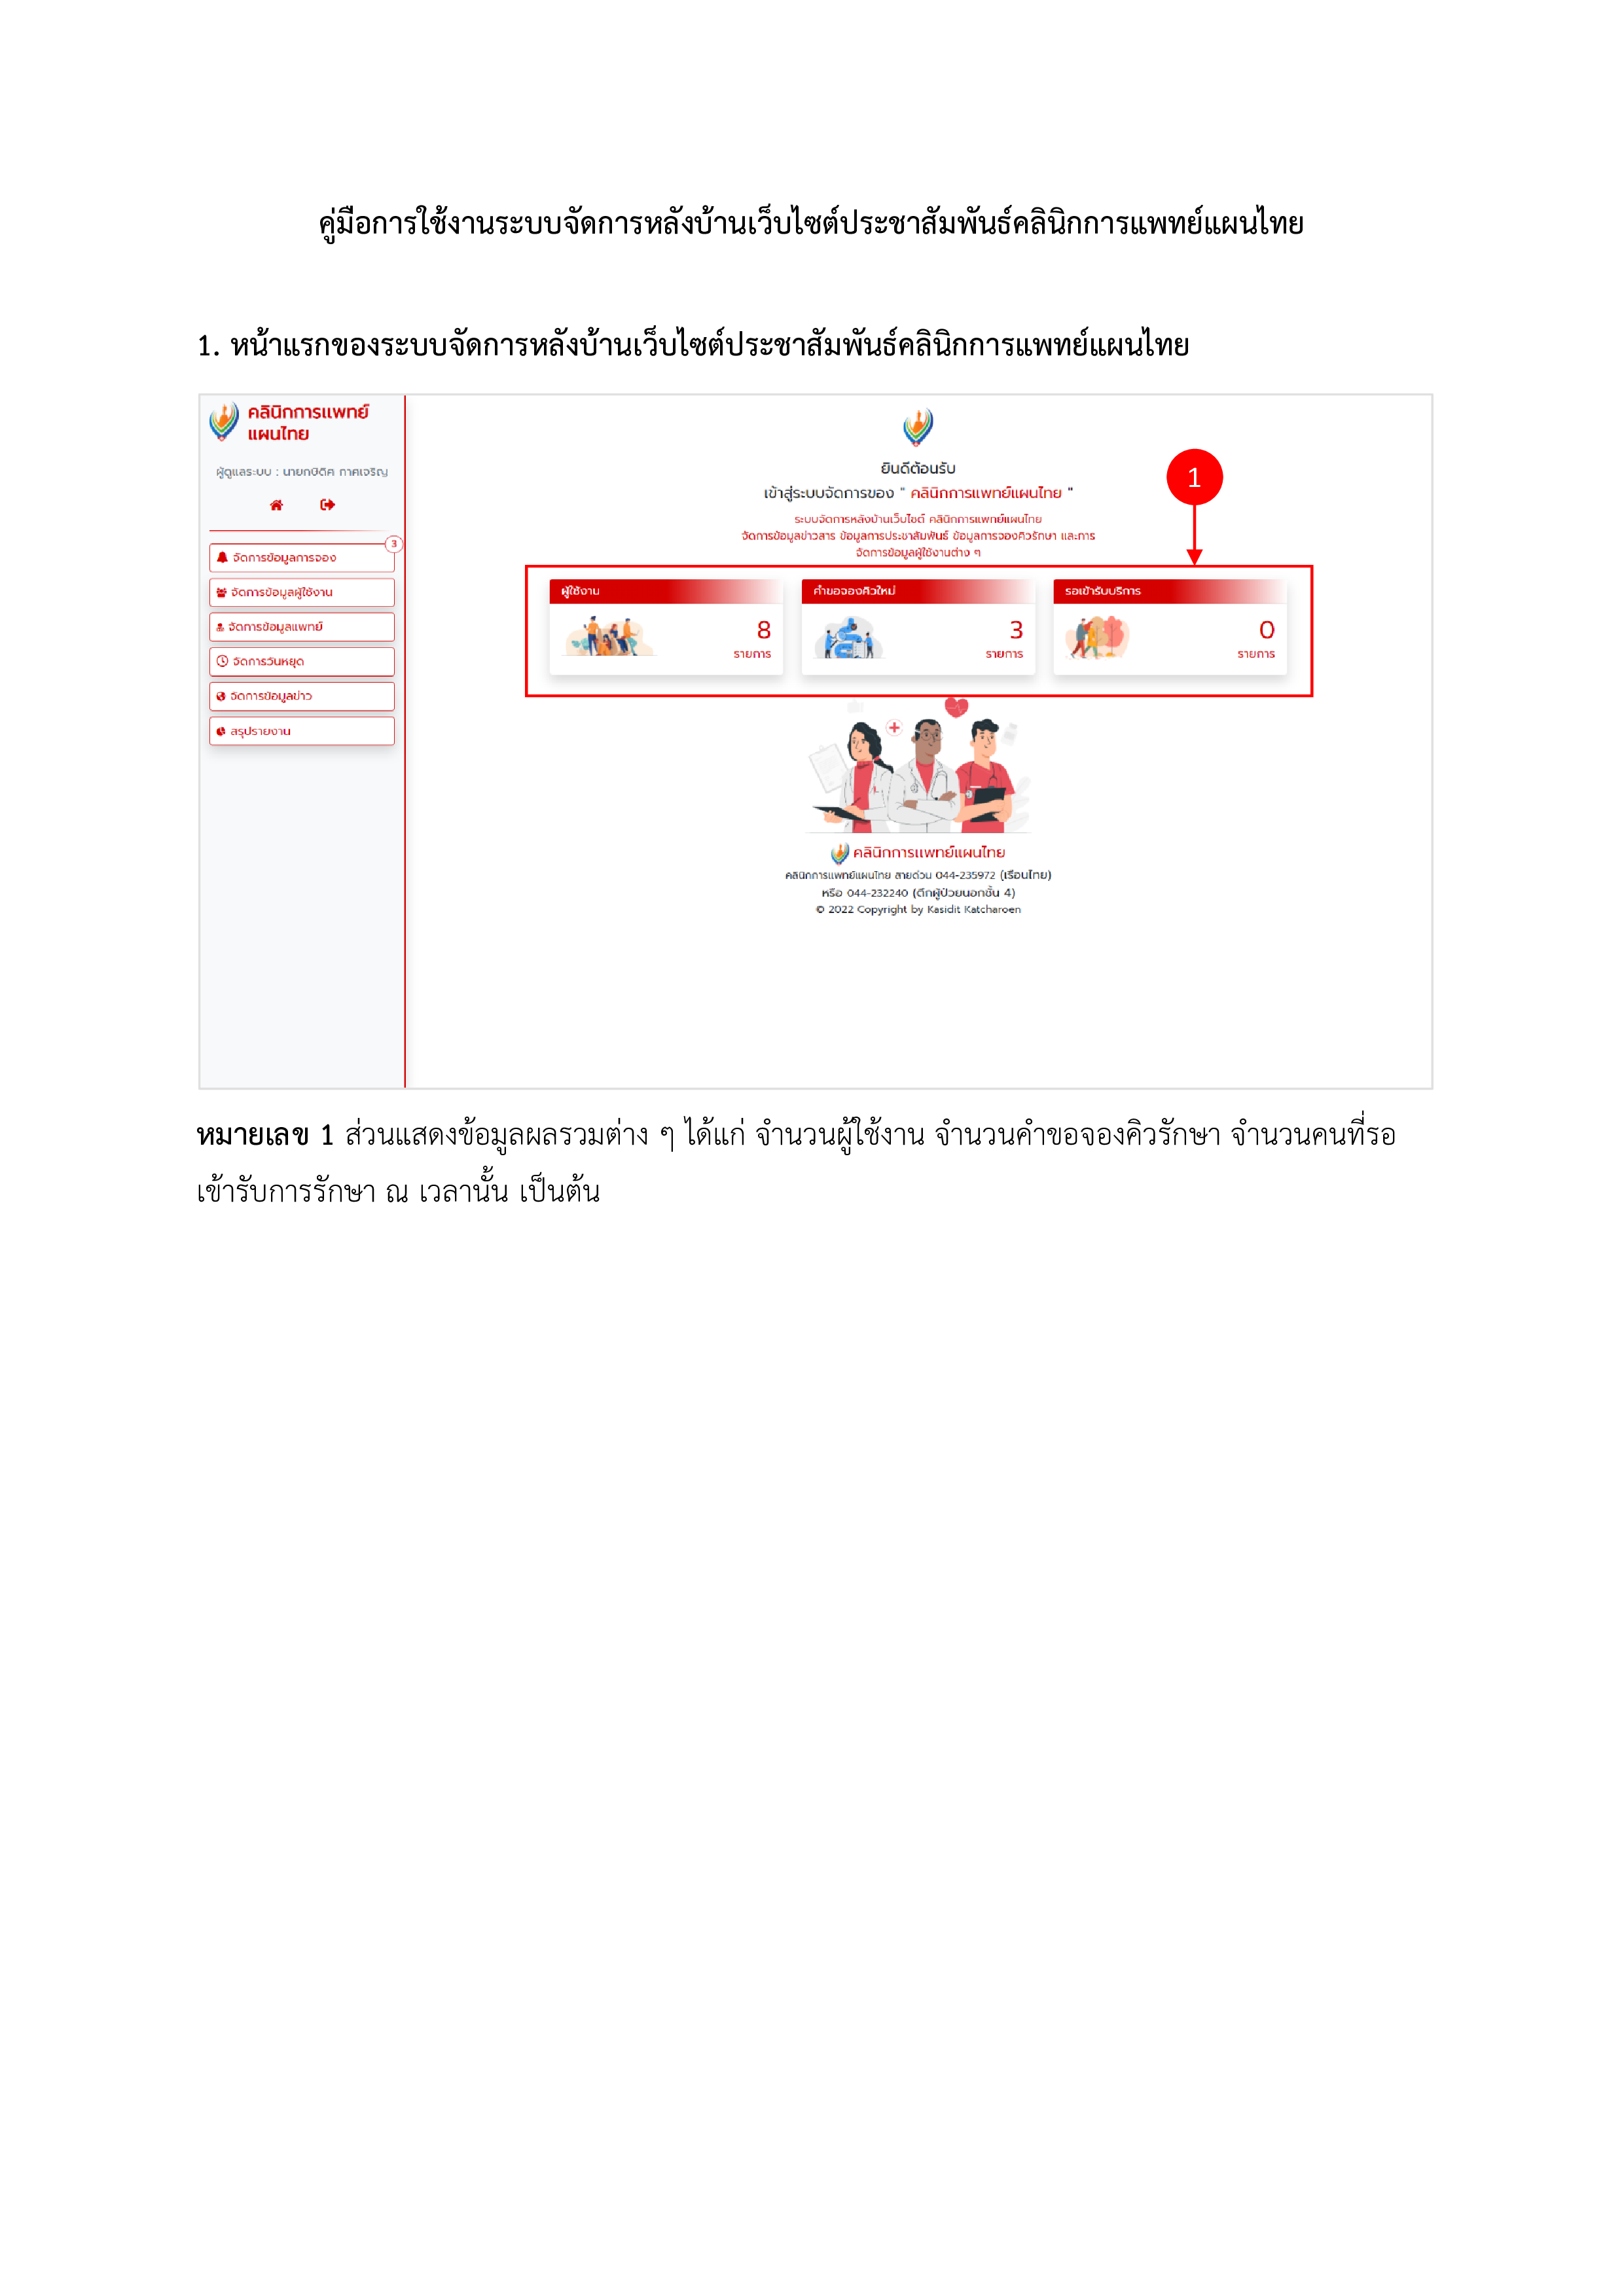 คู่มือการใช้งานระบบจัดการหลังบ้านเว็บไซต์ประชาสัมพันธ์คลินิกการแพทย์แผนไทย
1. หน้าแรกของระบบจัดการหลังบ้านเว็บไซต์ประชาสัมพันธ์คลินิกการแพทย์แผนไทย
คลินิกการแพทย์
แผนไทย
ผู้ดูแลระบบ : นายกษิดิศ กาศเจริญ
3
จัดการข้อมูลการจอง
จัดการข้อมูลผู้ใช้งาน
จัดการข้อมูลแพทย์
จัดการวันหยุด
จัดการข้อมูลข่าว
สรุปรายงาน
ยินดีต้อนรับ
เข้าสู่ระบบจัดการของ " คลินิกการแพทย์แผนไทย "
ระบบจัดการหลังบ้านเว็บไซต์ คลินิกการแพทย์แผนไทย
จัดการข้อมูลข่าวสาร ข้อมูลการประชาสัมพันธ์ ข้อมูลการจองคิวรักษา และการ
จัดการข้อมูลผู้ใช้งานต่าง ๆ
1
ผู้ใช้งาน
8
รายการ
คำขอจองคิวใหม่
3
รายการ
รอเข้ารับบริการ
0
รายการ
คลินิกการแพทย์แผนไทย
คลินิกการแพทย์แผนไทย สายด่วน 044-235972 (เรือนไทย)
หรือ 044-232240 (ตึกผู้ป่วยนอกชั้น 4)
© 2022 Copyright by Kasidit Katcharoen
หมายเลข 1 ส่วนแสดงข้อมูลผลรวมต่าง ๆ ได้แก่ จำนวนผู้ใช้งาน จำนวนคำขอจองคิวรักษา จำนวนคนที่รอ
เข้ารับการรักษา ณ เวลานั้น เป็นต้น